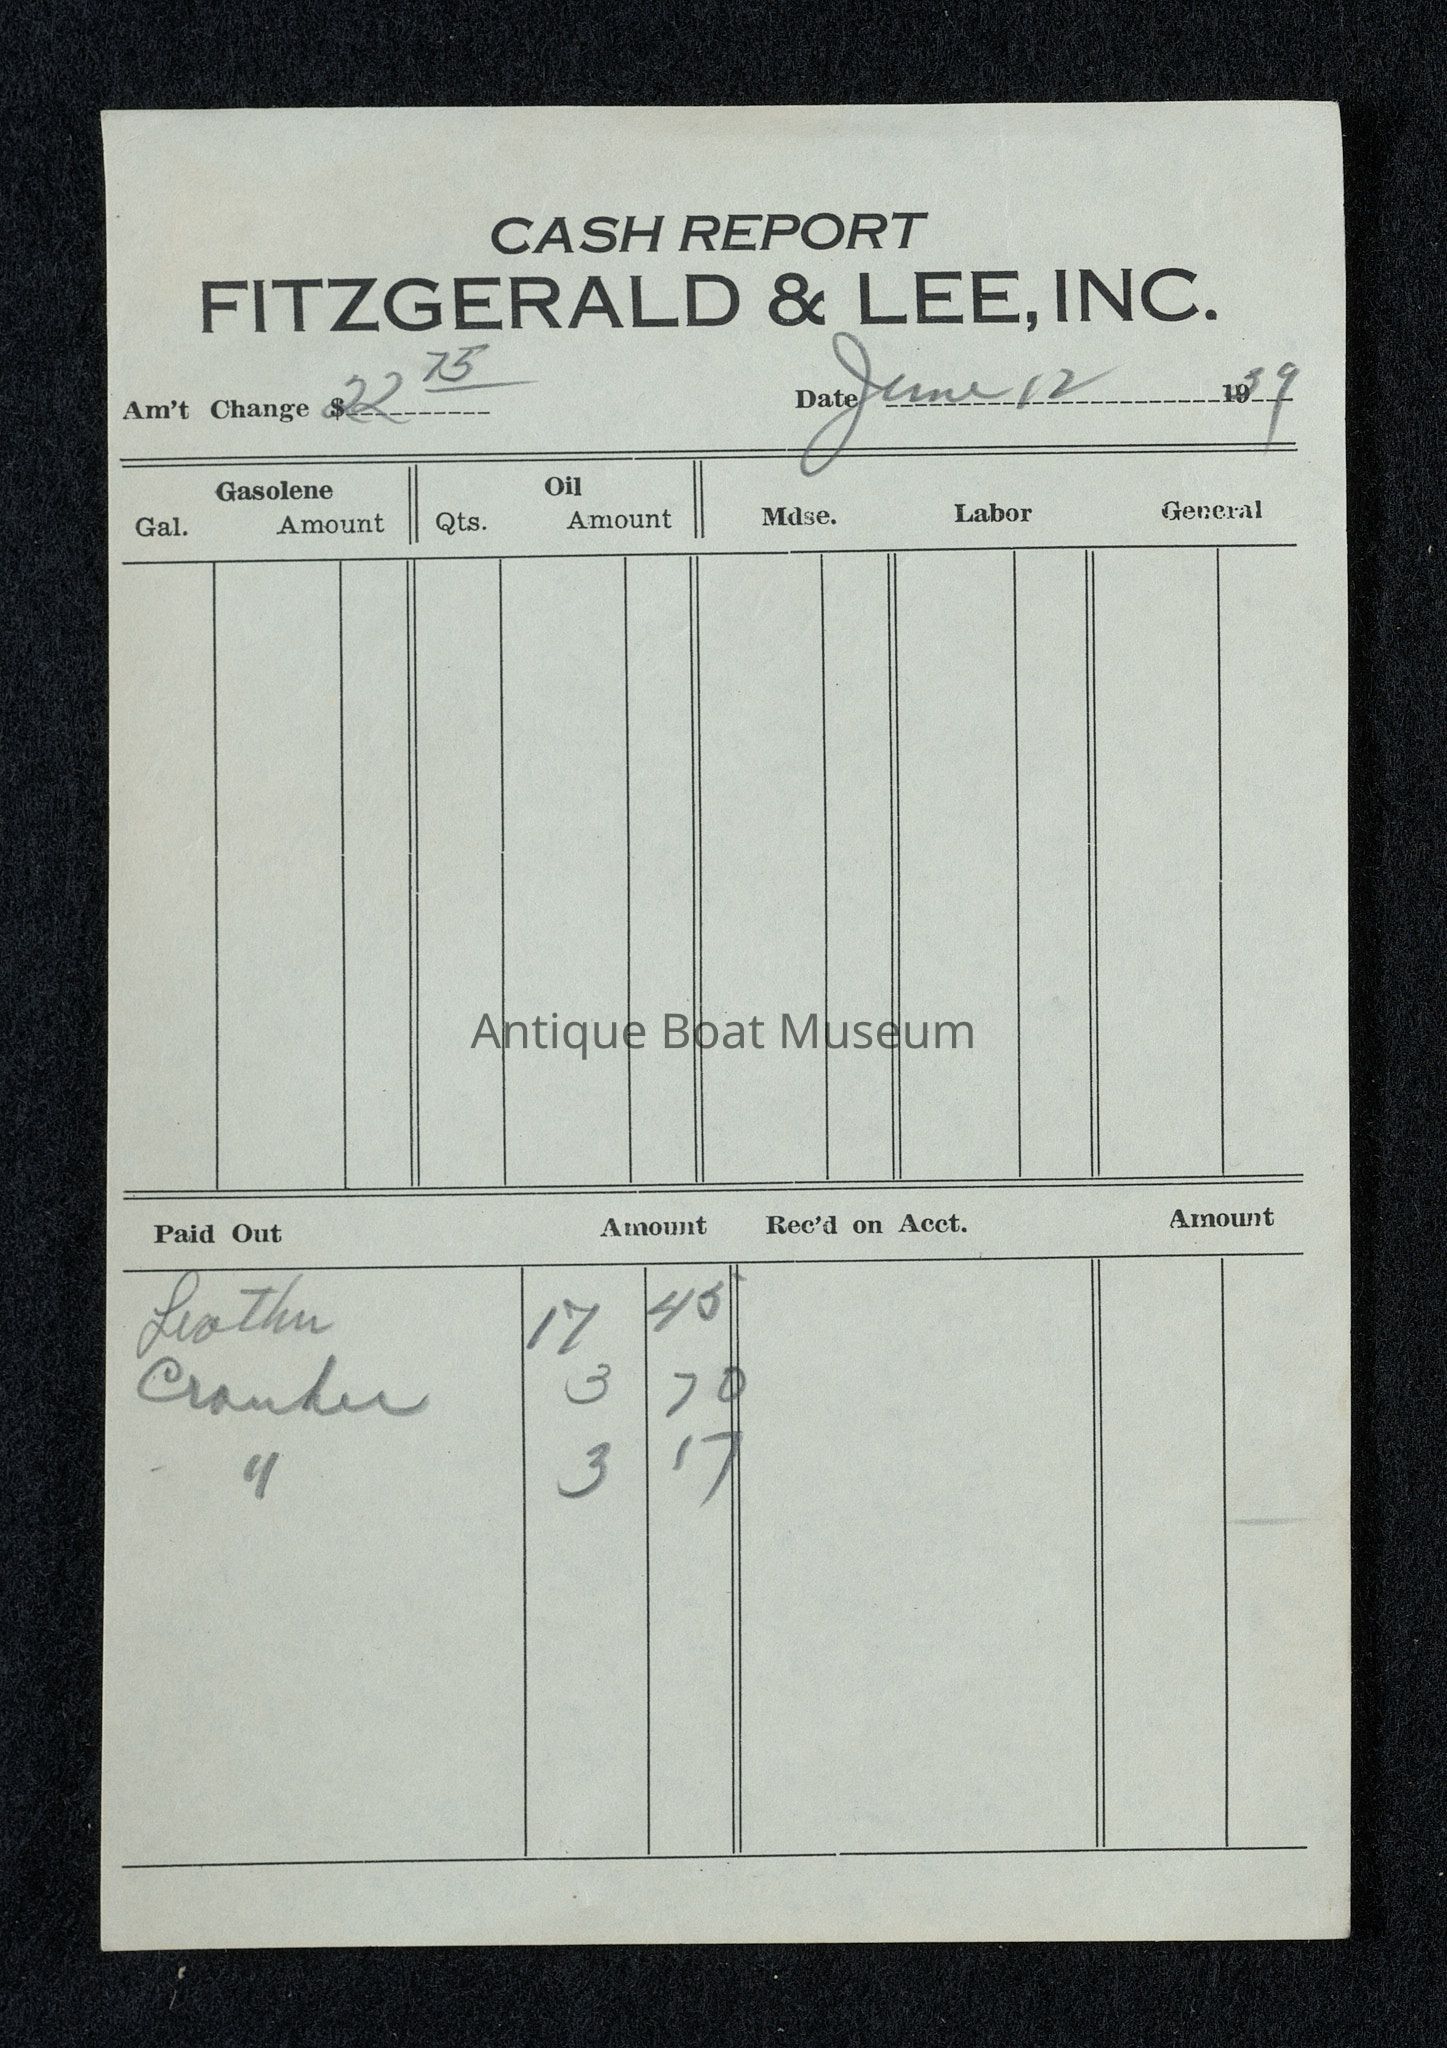 CASH REPORT
FITZGERALD & LEE, INC.
Am't Change $22 75 Date June 12 1939
Gasolene Oil
Gal. Amount Qts. Amount Mdse. Labor General
Antique Boat Museum
Paid Out Amount Rec'd on Acct. Amount
17 45
3 70
" 3 17